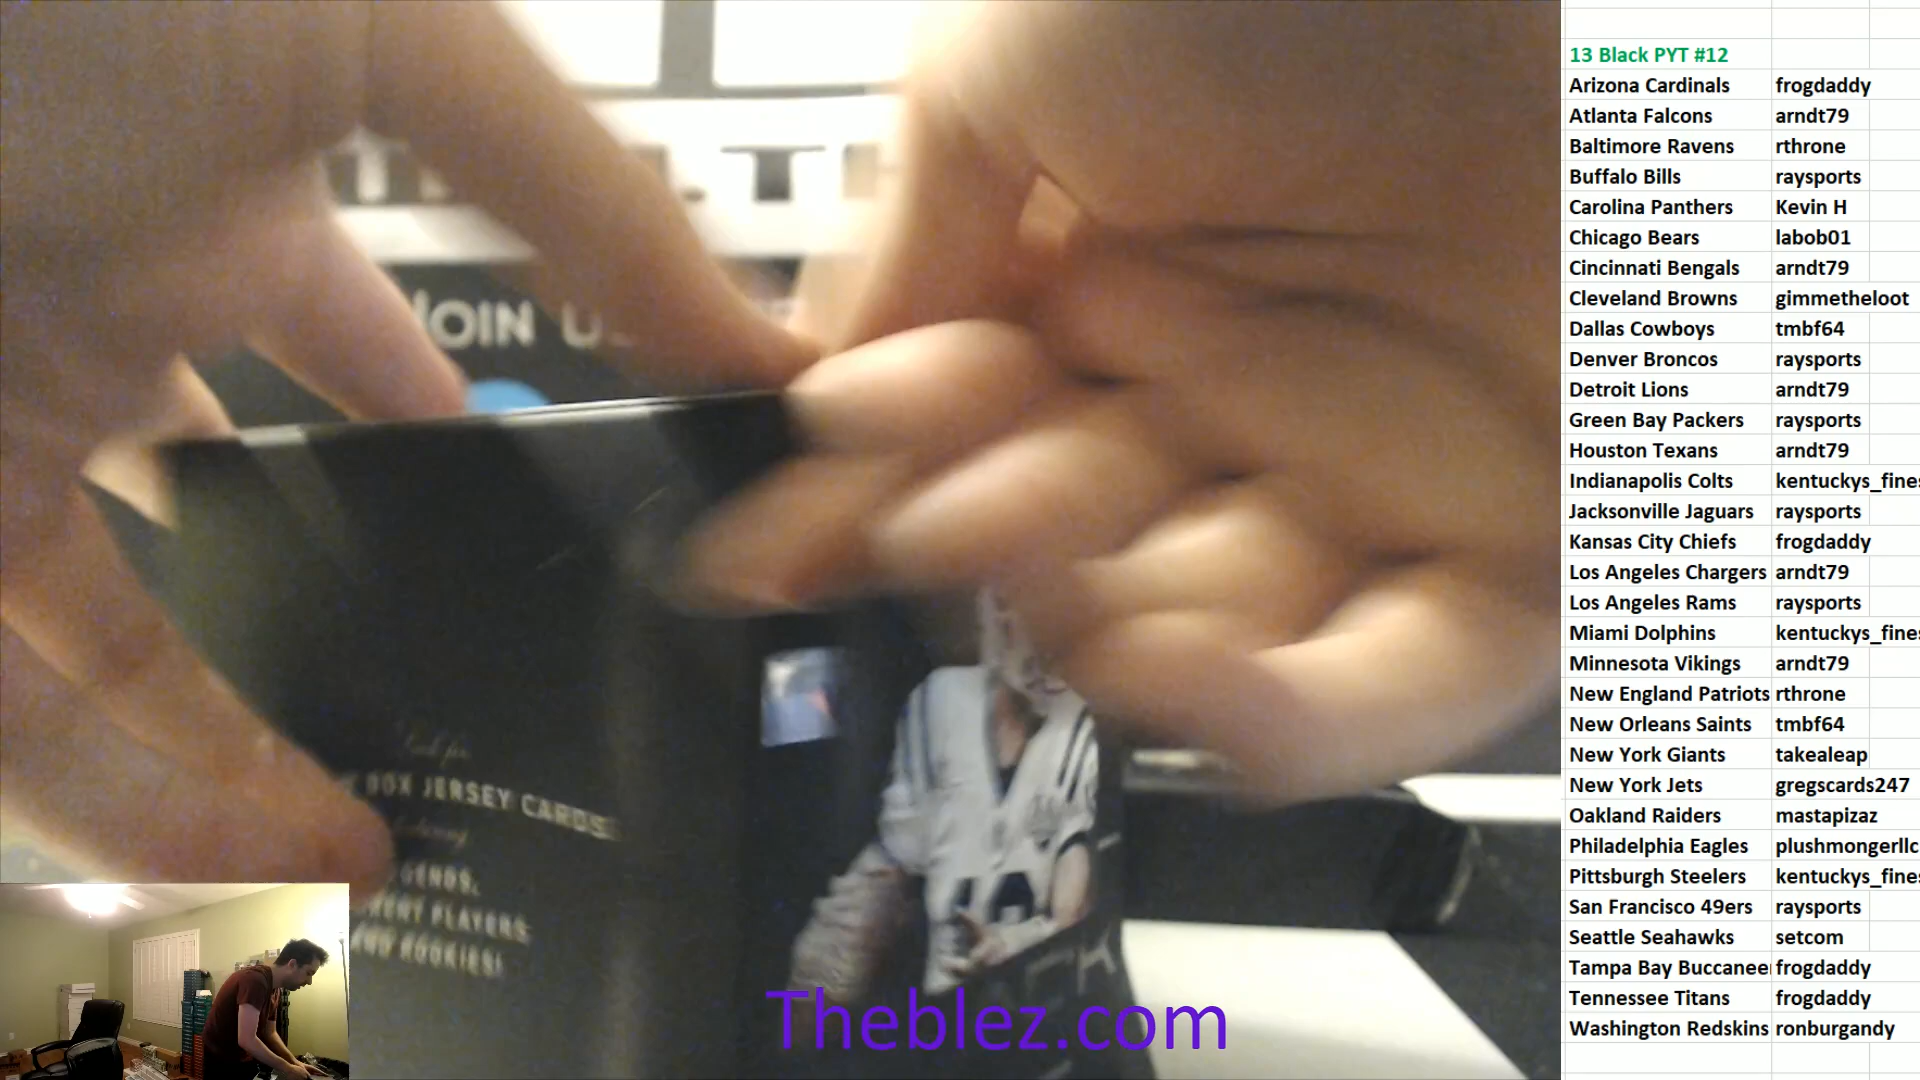 JOIN
BOX JERSEY CARDS
AND ROOKIES!
Theblez.com
13 Black PYT #12
Arizona Cardinals frogdaddy
Atlanta Falcons arndt79
Baltimore Ravens rthrone
Buffalo Bills raysports
Carolina Panthers Kevin H
Chicago Bears labob01
Cincinnati Bengals arndt79
Cleveland Browns gimmetheloot
Dallas Cowboys tmbf64
Denver Broncos raysports
Detroit Lions arndt79
Green Bay Packers raysports
Houston Texans arndt79
Indianapolis Colts kentuckys_fines
Jacksonville Jaguars raysports
Kansas City Chiefs frogdaddy
Los Angeles Chargers arndt79
Los Angeles Rams raysports
Miami Dolphins kentuckys_fines
Minnesota Vikings arndt79
New England Patriots rthrone
New Orleans Saints tmbf64
New York Giants takealeap
New York Jets gregscards247
Oakland Raiders mastapizaz
Philadelphia Eagles plushmongerllc
Pittsburgh Steelers kentuckys_fines
San Francisco 49ers raysports
Seattle Seahawks setcom
Tampa Bay Buccaneer frogdaddy
Tennessee Titans frogdaddy
Washington Redskins ronburgandy